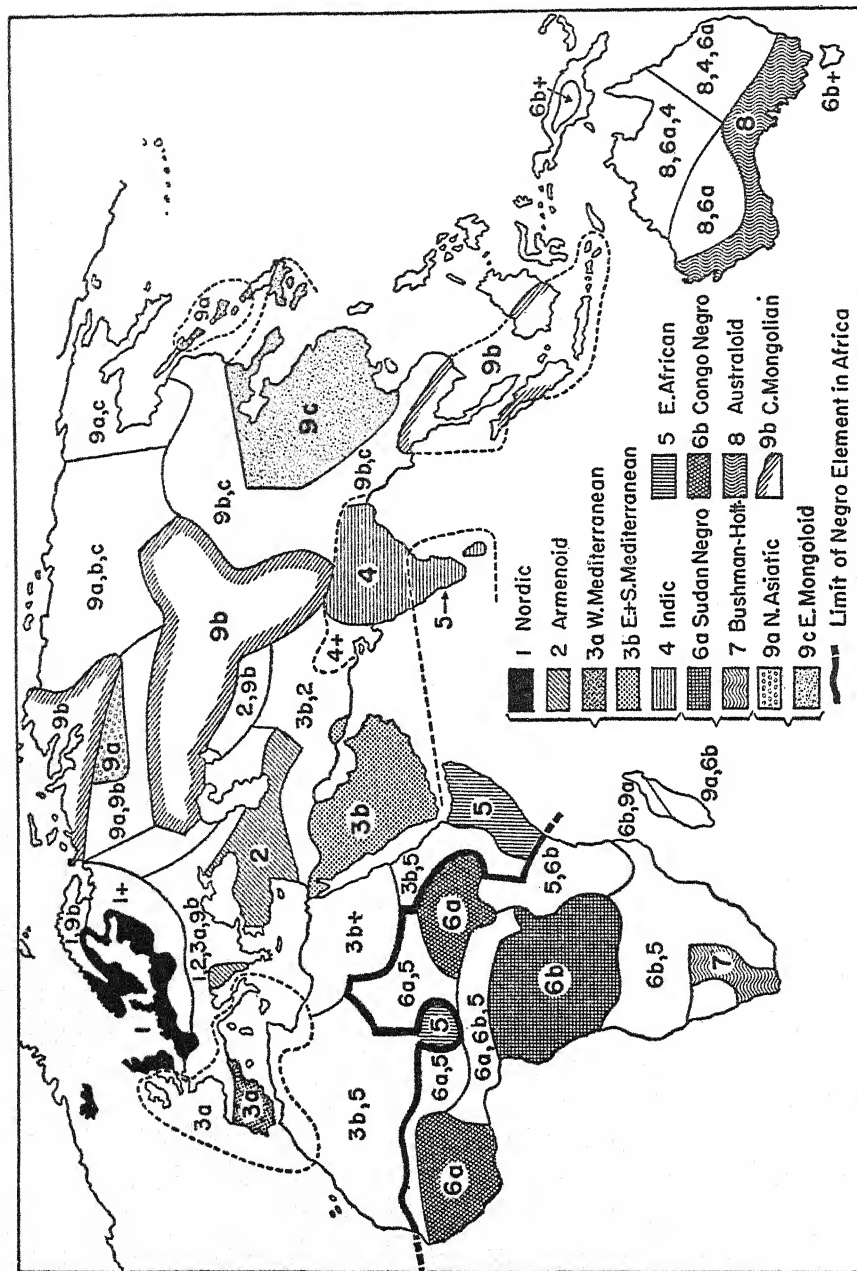 9b
9a
9a,9b
9a,b,c
9a,c
1,9b
1+
1
9b
9b,c
9a
9c
2,9b
3b,2
4+
4
5→
9b,c
9b
1,2,3a,9b
2
3a
3a
3b
3b+
3b,5
3b,5
6a,5
6a,5
5
6a
6a
5
6a,6b,5
6b
5,6b
6b,9a
9a,6b
6b,5
7
6b+
8,6a,4
8,4,6a
8,6a
8
6b+
1 Nordic
2 Armenoid
3a W. Mediterranean
3b E+S. Mediterranean
4 Indic
5 E. African
6a Sudan Negro
6b Congo Negro
7 Bushman-Hott-
8 Australoid
9a N. Asiatic
9b C. Mongolian
9c E. Mongoloid
Limit of Negro Element in Africa